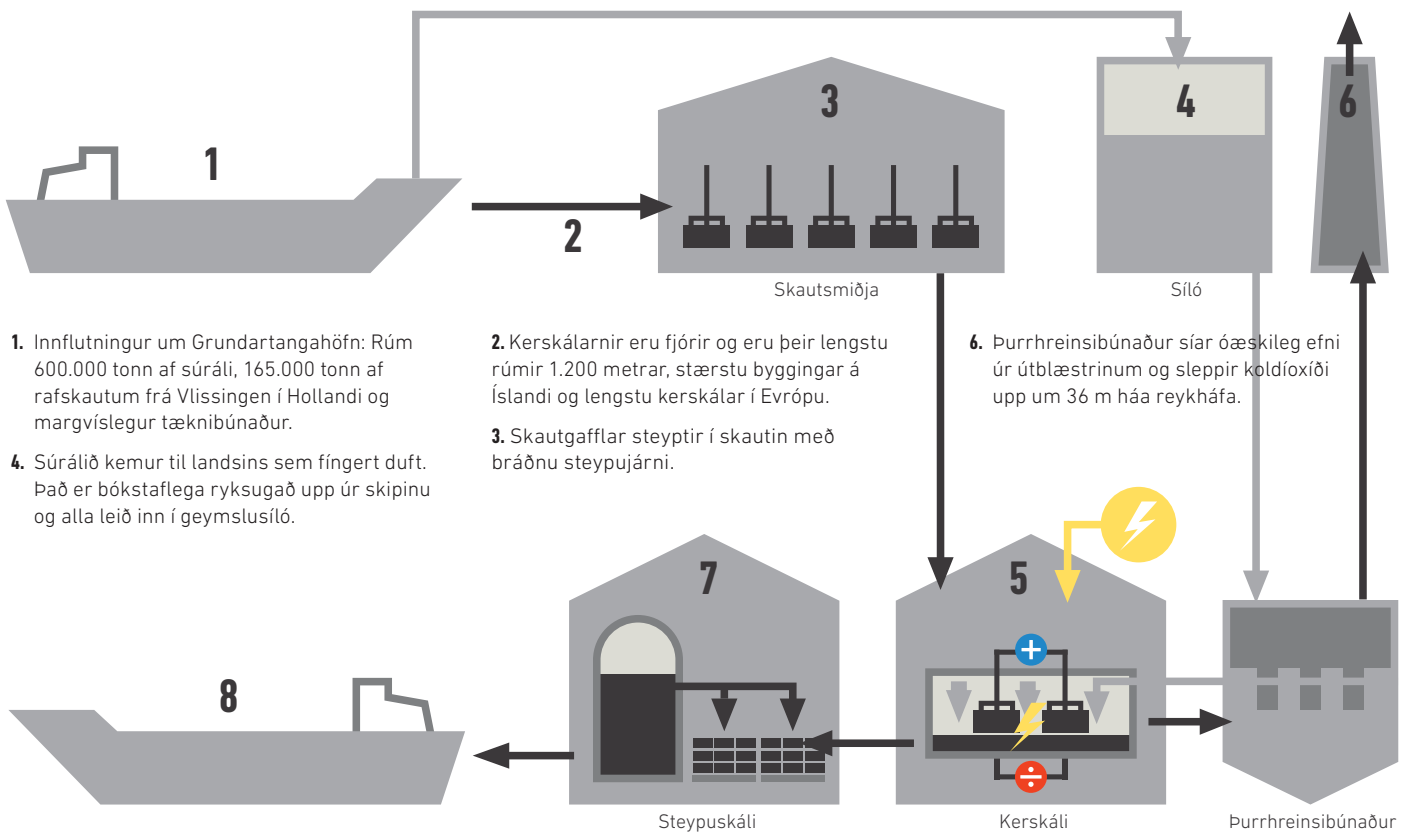 1
2
3
4
6
Skautsmiðja
Síló
1. Innflutningur um Grundartangahöfn: Rúm
600.000 tonn af súráli, 165.000 tonn af
rafskautum frá Vlissingen í Hollandi og
margvíslegur tæknibúnaður.
4. Súrálið kemur til landsins sem fíngert duft.
Það er bókstaflega ryksugað upp úr skipinu
og alla leið inn í geymslusíló.
2. Kerskálarnir eru fjórir og eru þeir lengstu
rúmir 1.200 metrar, stærstu byggingar á
Íslandi og lengstu kerskálar í Evrópu.
3. Skautgafflar steyptir í skautin með
bráðnu steypujárni.
6. Þurrhreinsibúnaður síar óæskileg efni
úr útblæstrinum og sleppir koldíoxíði
upp um 36 m háa reykháfa.
7
5
8
+
÷
Steypuskáli
Kerskáli
Þurrhreinsibúnaður